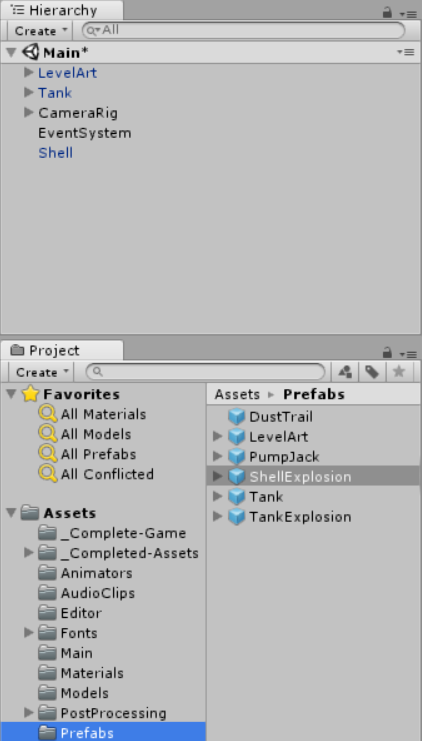 Hierarchy
Create All
Main*
LevelArt
Tank
CameraRig
EventSystem
Shell
Project
Create
Favorites
All Materials
All Models
All Prefabs
All Conflicted
Assets
_Complete-Game
_Completed-Assets
Animators
AudioClips
Editor
Fonts
Main
Materials
Models
PostProcessing
Prefabs
Assets Prefabs
DustTrail
LevelArt
PumpJack
ShellExplosion
Tank
TankExplosion